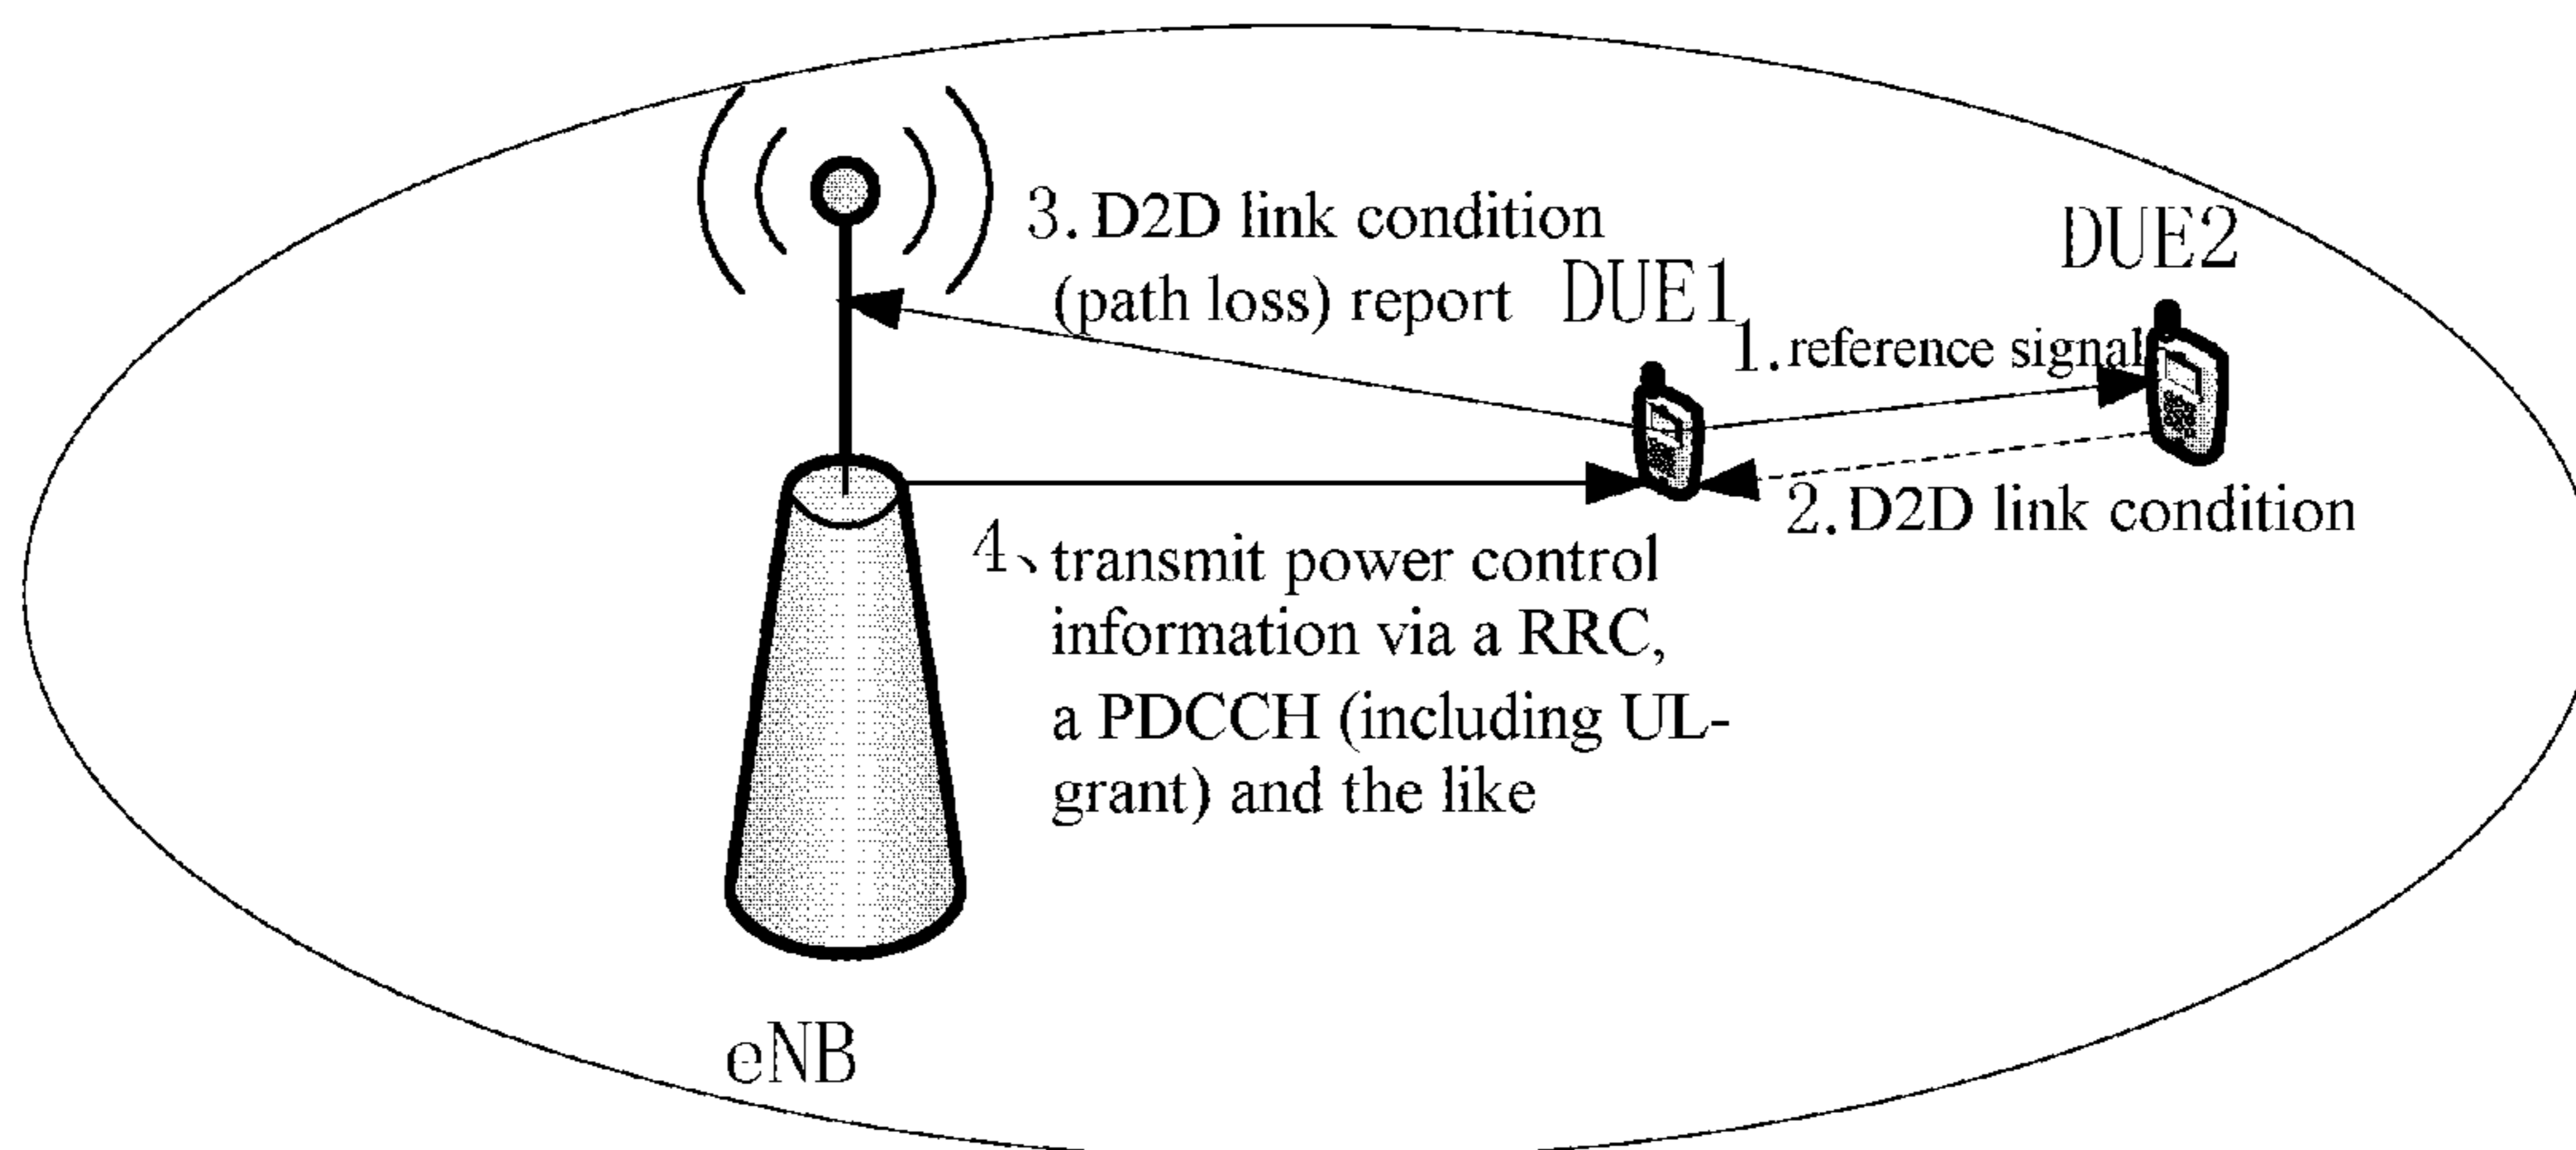 3. D2D link condition
(path loss) report
DUE1
DUE2
1. reference signal
2. D2D link condition
4、transmit power control
information via a RRC,
a PDCCH (including UL-
grant) and the like
eNB